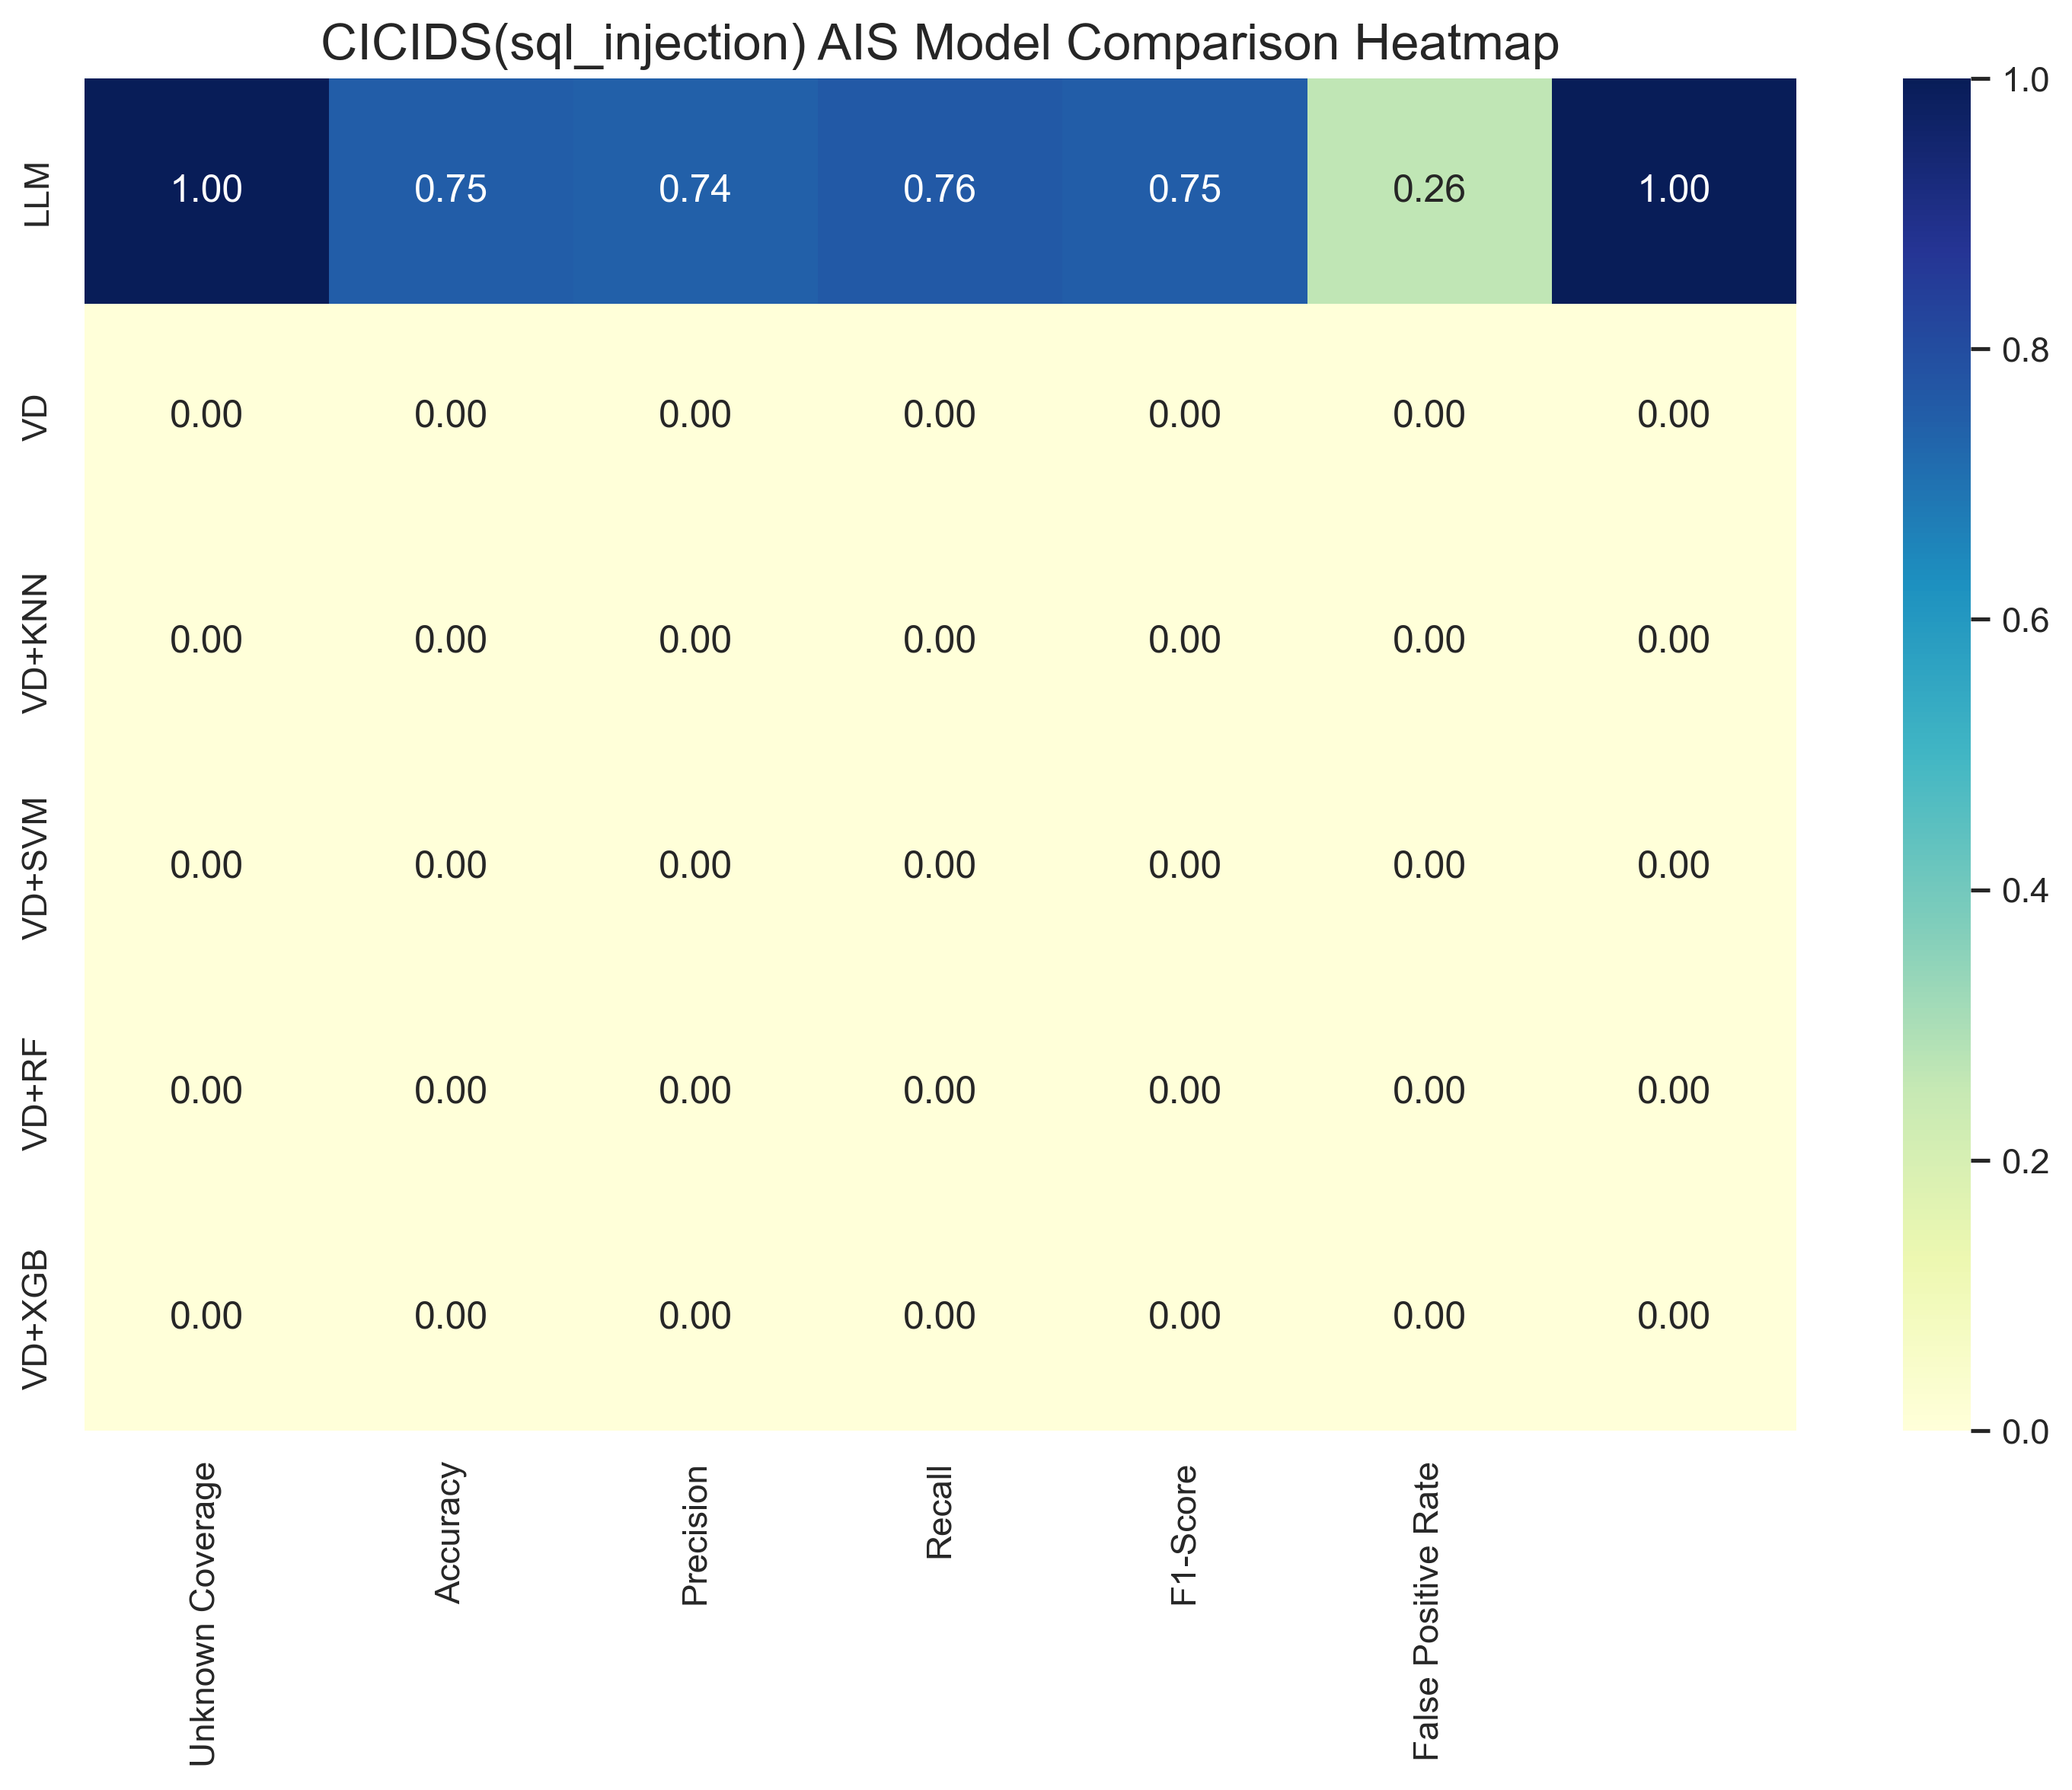 CICIDS(sql_injection) AIS Model Comparison Heatmap
LLM 1.00 0.75 0.74 0.76 0.75 0.26 1.00
VD 0.00 0.00 0.00 0.00 0.00 0.00 0.00
VD+KNN 0.00 0.00 0.00 0.00 0.00 0.00 0.00
VD+SVM 0.00 0.00 0.00 0.00 0.00 0.00 0.00
VD+RF 0.00 0.00 0.00 0.00 0.00 0.00 0.00
VD+XGB 0.00 0.00 0.00 0.00 0.00 0.00 0.00
Unknown Coverage
Accuracy
Precision
Recall
F1-Score
False Positive Rate
1.0
0.8
0.6
0.4
0.2
0.0